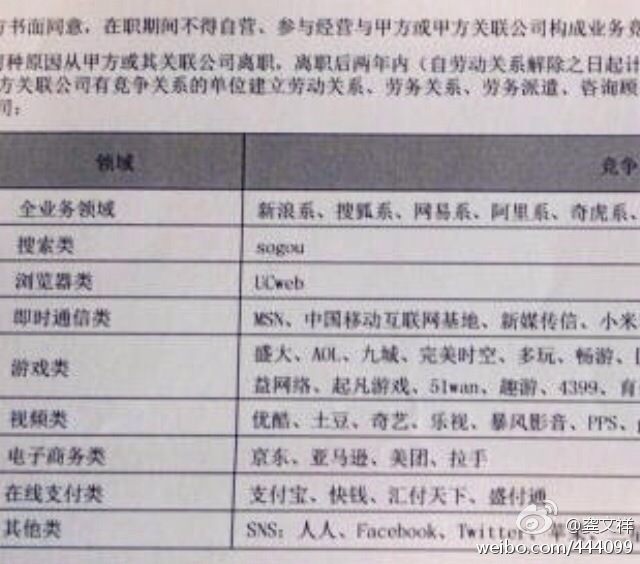 方书面同意，在职期间不得自营、参与经营与甲方或甲方关联公司构成业务竞
何种原因从甲方或其关联公司离职，离职后两年内（自劳动关系解除之日起计
方关联公司有竞争关系的单位建立劳动关系、劳务关系、劳务派遣、咨询顾
司：
领域 竞争
全业务领域 新浪系、搜狐系、网易系、阿里系、奇虎系、
搜索类 sogou
浏览器类 UCweb
即时通信类 MSN、中国移动互联网基地、新媒传信、小米
游戏类 盛大、AOL、九城、完美时空、多玩、畅游、
益网络、起凡游戏、51wan、趣游、4399、
视频类 优酷、土豆、奇艺、乐视、暴风影音、PPS、
电子商务类 京东、亚马逊、美团、拉手
在线支付类 支付宝、快钱、汇付天下、盛付通
其他类 SNS：人人、Facebook、Twitter、
@龚文祥
weibo.com/444099